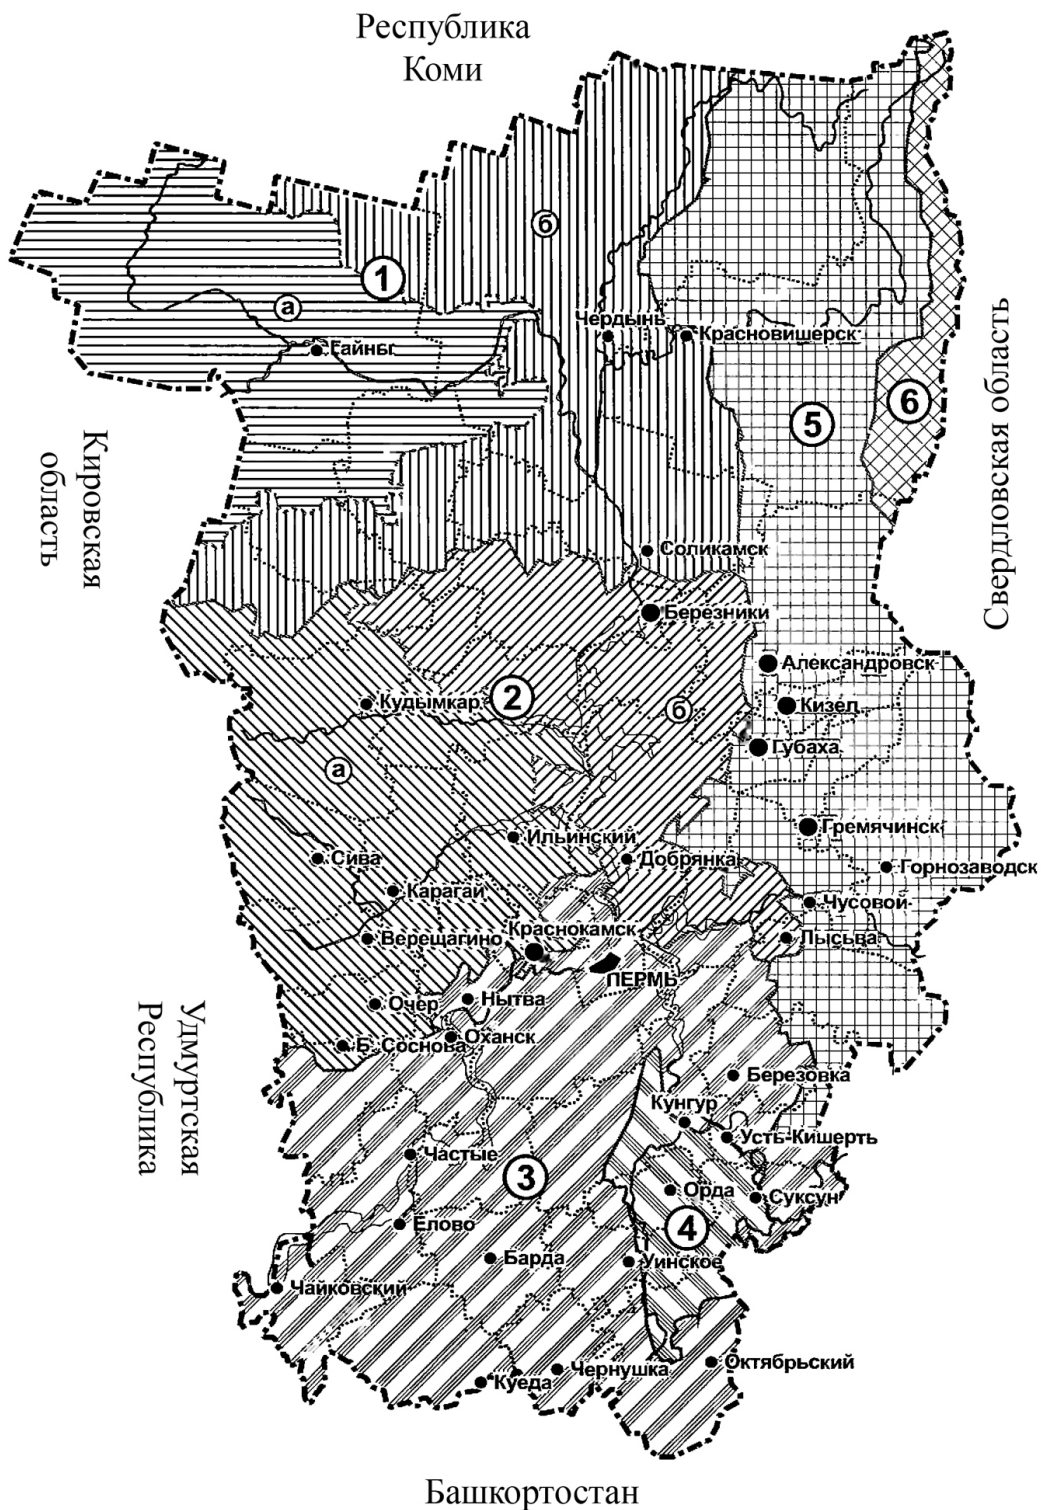 Республика
Коми
б
1
а
Гайны
Чердынь
Красновишерск
6
5
Кировская
область
Свердловская область
Соликамск
Березники
Александровск
Кудымкар
2
б
Кизел
Губаха
а
Ильинский
Гремячинск
Сива
Добрянка
Горнозаводск
Карагай
Чусовой
Краснокамск
Верещагино
Лысьва
ПЕРМЬ
Очер
Нытва
Удмуртская
Республика
Оханск
Б. Соснова
Березовка
Кунгур
Усть-Кишерть
Частые
3
Орда
Суксун
4
Елово
Барда
Уинское
Чайковский
Чернушка
Октябрьский
Куеда
Башкортостан